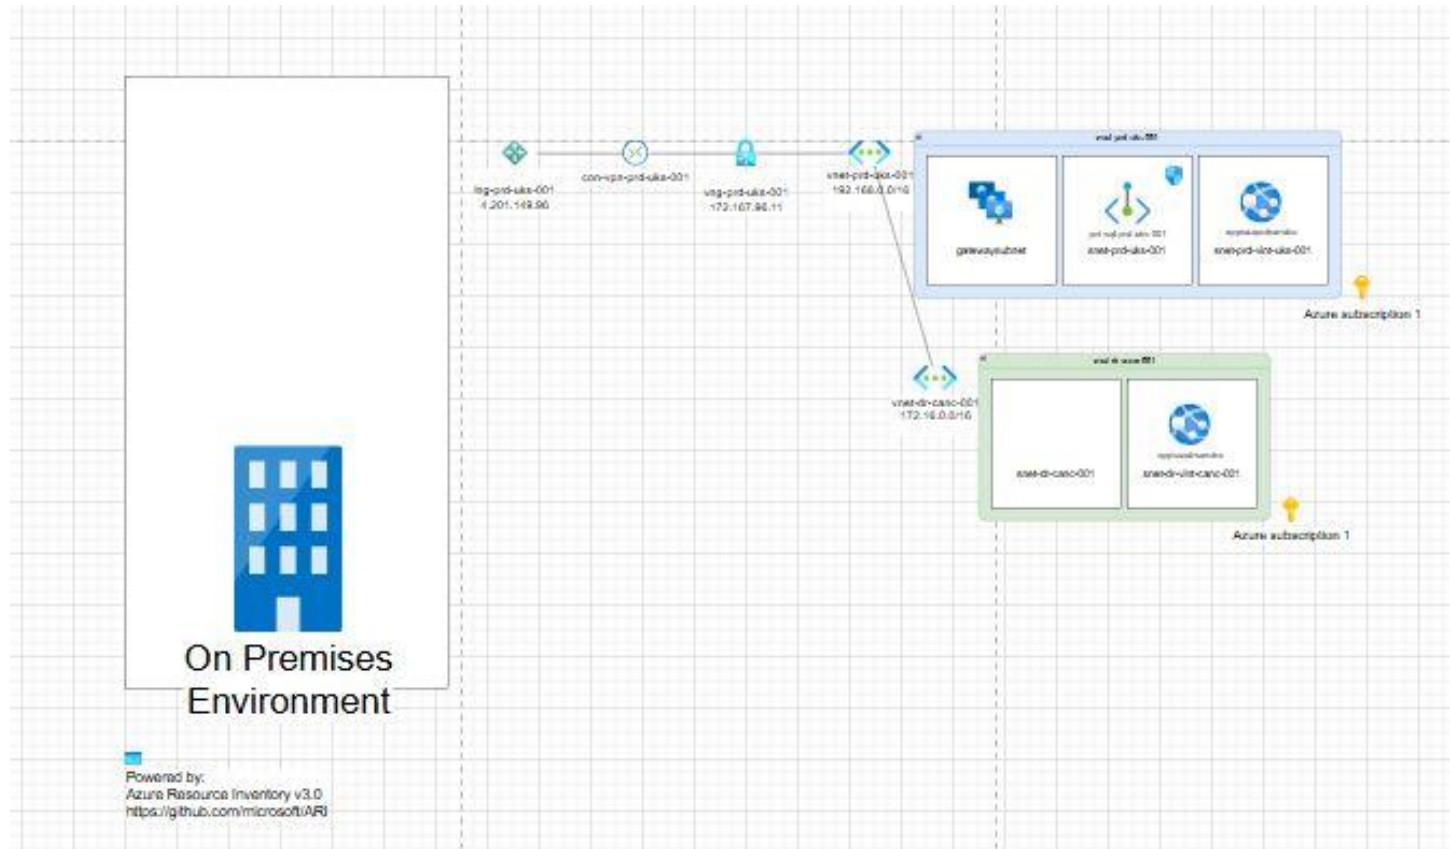 lng-prd-uks-001
4.201.149.96
con-vpn-prd-uks-001
vng-prd-uks-001
172.167.96.11
vnet-prd-uks-001
192.168.0.0/16
gatewaysubnet
snet-prd-uks-001
snet-prd-vint-uks-001
Azure subscription 1
vnet-dr-canc-001
172.16.0.0/16
snet-dr-canc-001
snet-dr-vint-canc-001
Azure subscription 1
On Premises
Environment
Powered by:
Azure Resource Inventory v3.0
https://github.com/microsoft/ARI